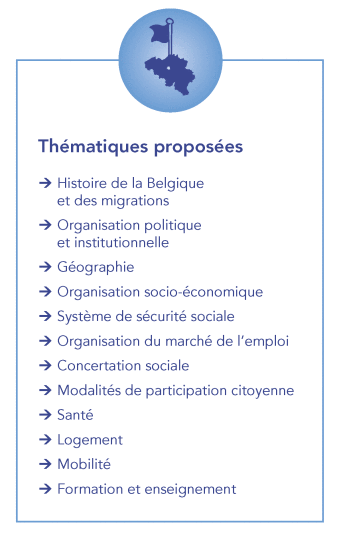 Thématiques proposées
→ Histoire de la Belgique
et des migrations
→ Organisation politique
et institutionnelle
→ Géographie
→ Organisation socio-économique
→ Système de sécurité sociale
→ Organisation du marché de l’emploi
→ Concertation sociale
→ Modalités de participation citoyenne
→ Santé
→ Logement
→ Mobilité
→ Formation et enseignement